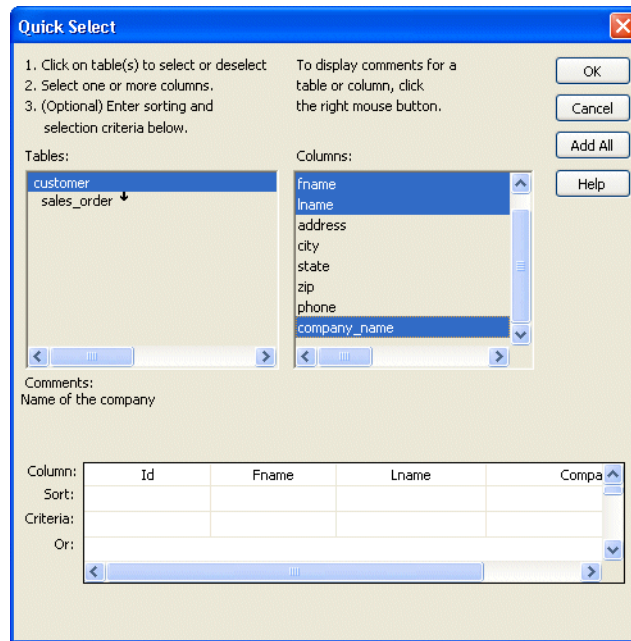 Quick Select
1. Click on table(s) to select or deselect
2. Select one or more columns.
3. (Optional) Enter sorting and
selection criteria below.
To display comments for a
table or column, click
the right mouse button.
OK
Cancel
Add All
Help
Tables:
customer
sales_order
Columns:
fname
lname
address
city
state
zip
phone
company_name
Comments:
Name of the company
Column: Id Fname Lname Compa
Sort:
Criteria:
Or: